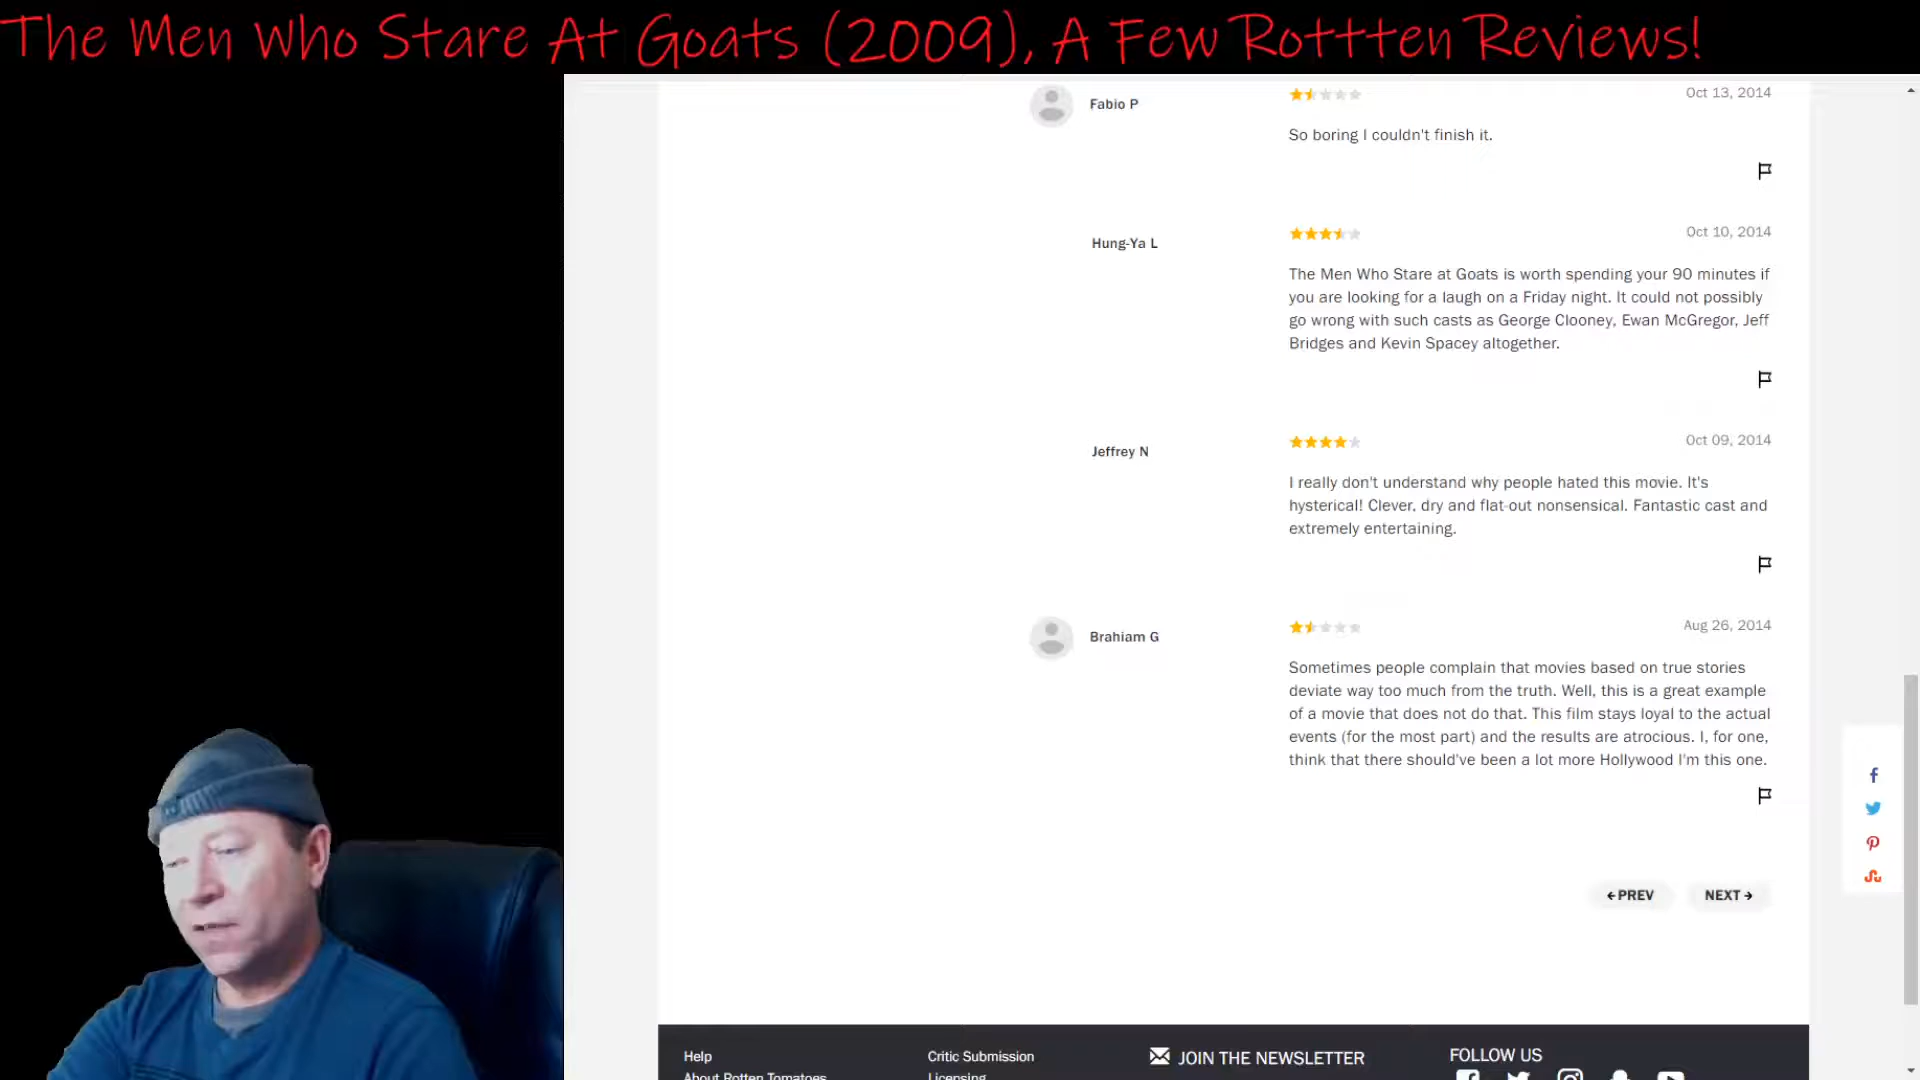 The Men Who Stare At Goats (2009), A Few Rottten Reviews!
Fabio P
Oct 13, 2014
So boring I couldn't finish it.
Hung-Ya L
Oct 10, 2014
The Men Who Stare at Goats is worth spending your 90 minutes if
you are looking for a laugh on a Friday night. It could not possibly
go wrong with such casts as George Clooney, Ewan McGregor, Jeff
Bridges and Kevin Spacey altogether.
Jeffrey N
Oct 09, 2014
I really don't understand why people hated this movie. It's
hysterical! Clever, dry and flat-out nonsensical. Fantastic cast and
extremely entertaining.
Brahiam G
Aug 26, 2014
Sometimes people complain that movies based on true stories
deviate way too much from the truth. Well, this is a great example
of a movie that does not do that. This film stays loyal to the actual
events (for the most part) and the results are atrocious. I, for one,
think that there should've been a lot more Hollywood I'm this one.
PREV
NEXT
Help
Critic Submission
JOIN THE NEWSLETTER
FOLLOW US
About Rotten Tomatoes
Licensing